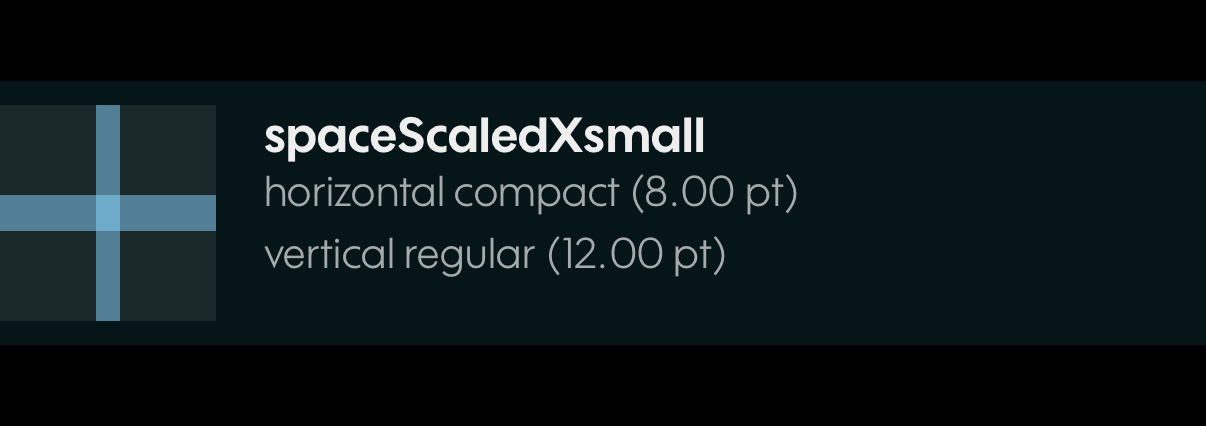 spaceScaledXsmall
horizontal compact (8.00 pt)
vertical regular (12.00 pt)